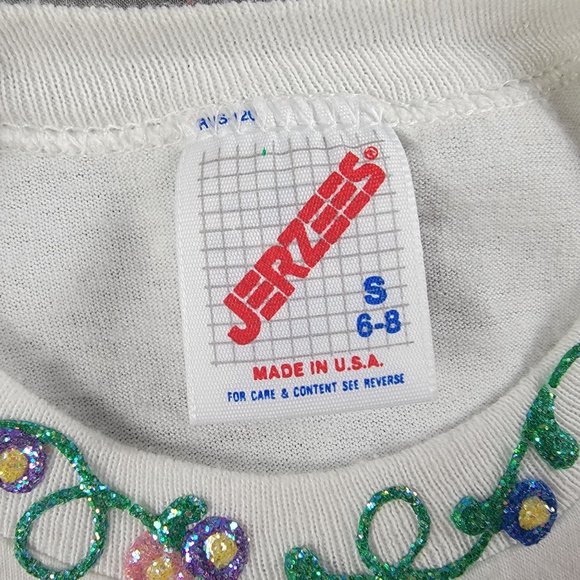 JERZEES®
S
6-8
MADE IN U.S.A.
FOR CARE & CONTENT SEE REVERSE